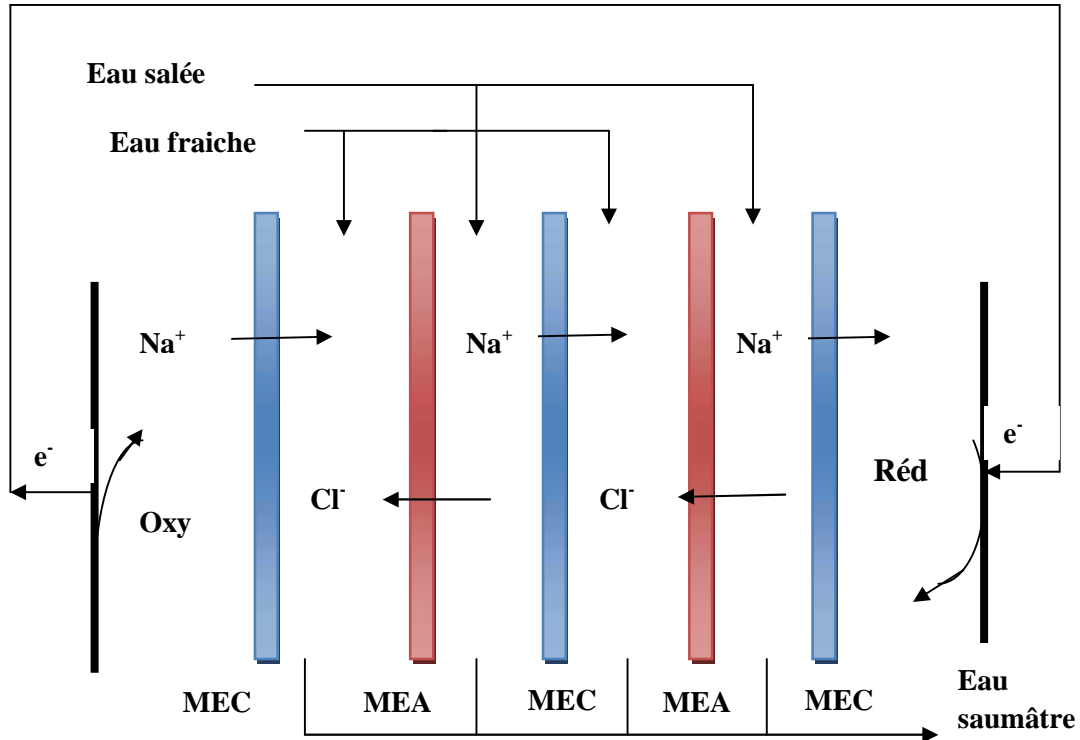 Eau salée
Eau fraiche
Na⁺ Na⁺ Na⁺
e⁻ Oxy Cl⁻ Cl⁻ Réd e⁻
MEC MEA MEC MEA MEC
Eau
saumâtre